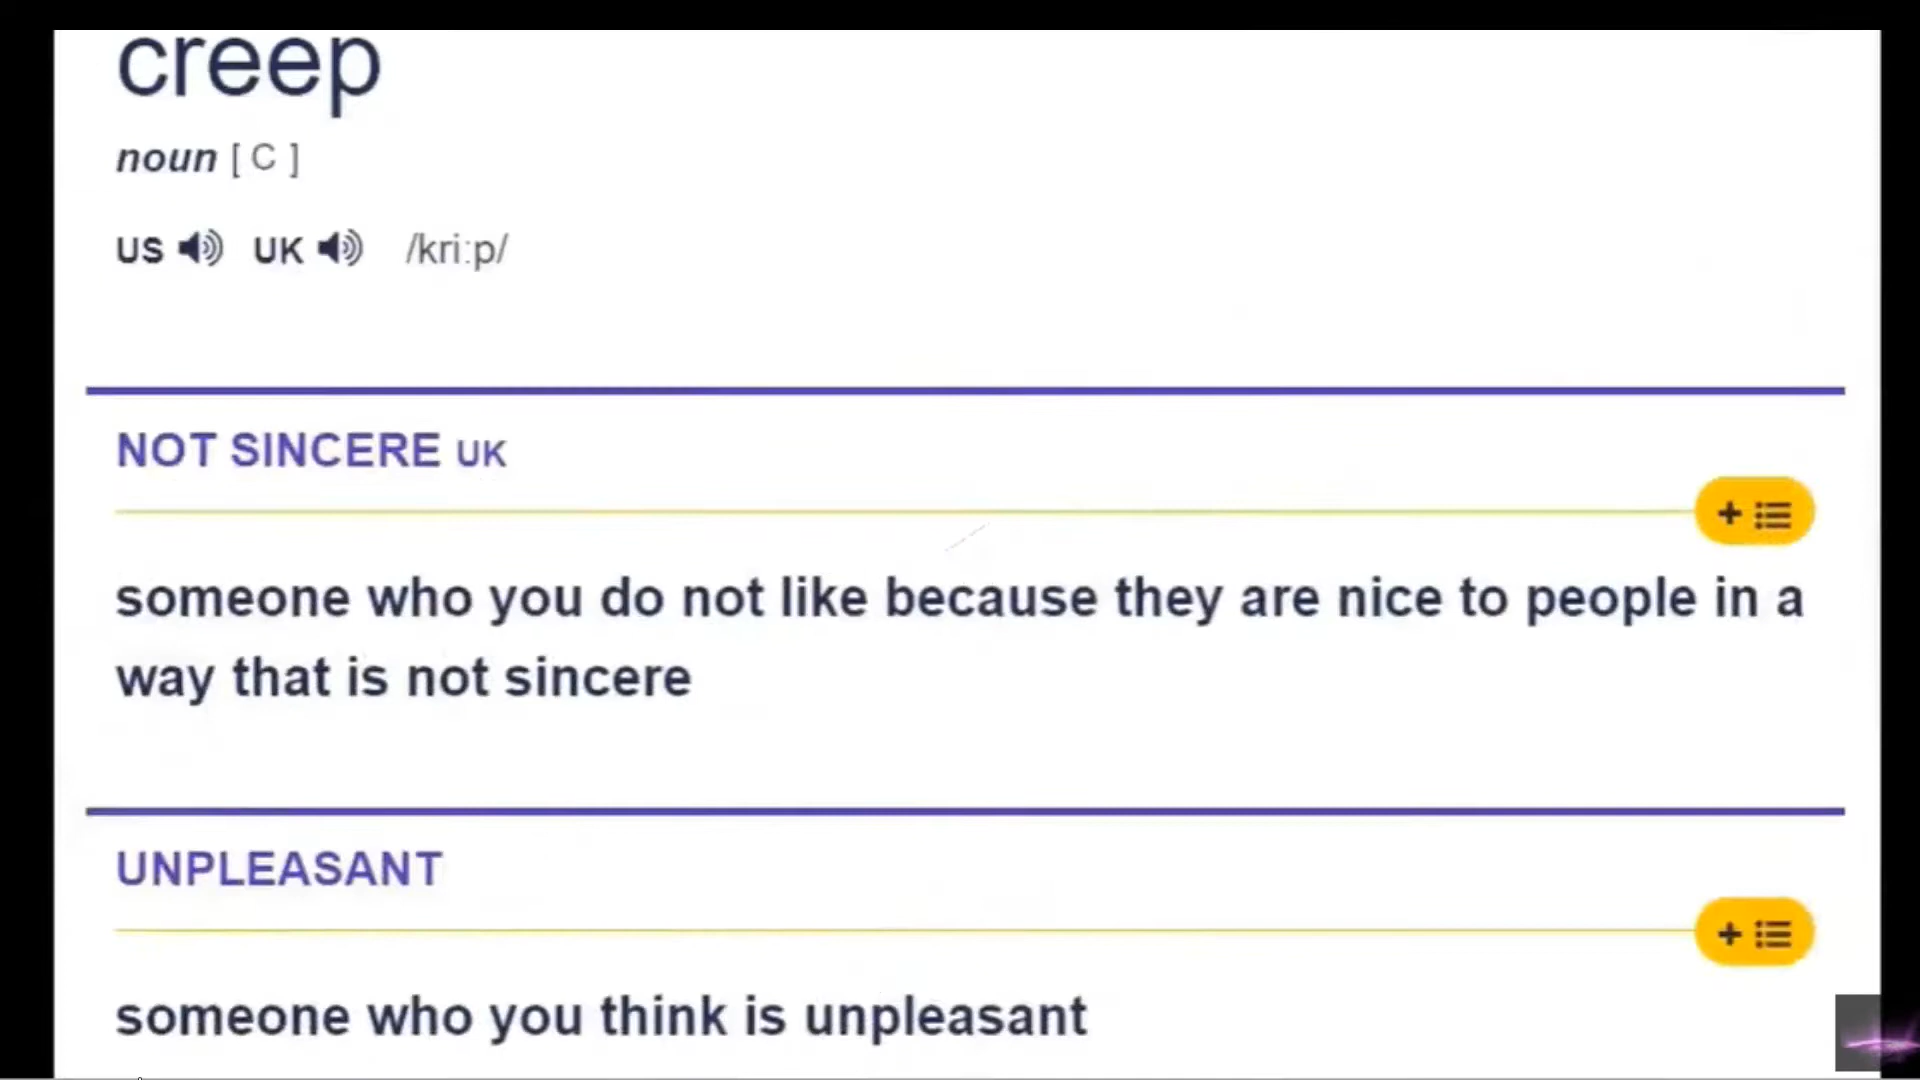 creep
noun [ C ]
US UK /kriːp/
NOT SINCERE UK
someone who you do not like because they are nice to people in a
way that is not sincere
UNPLEASANT
someone who you think is unpleasant